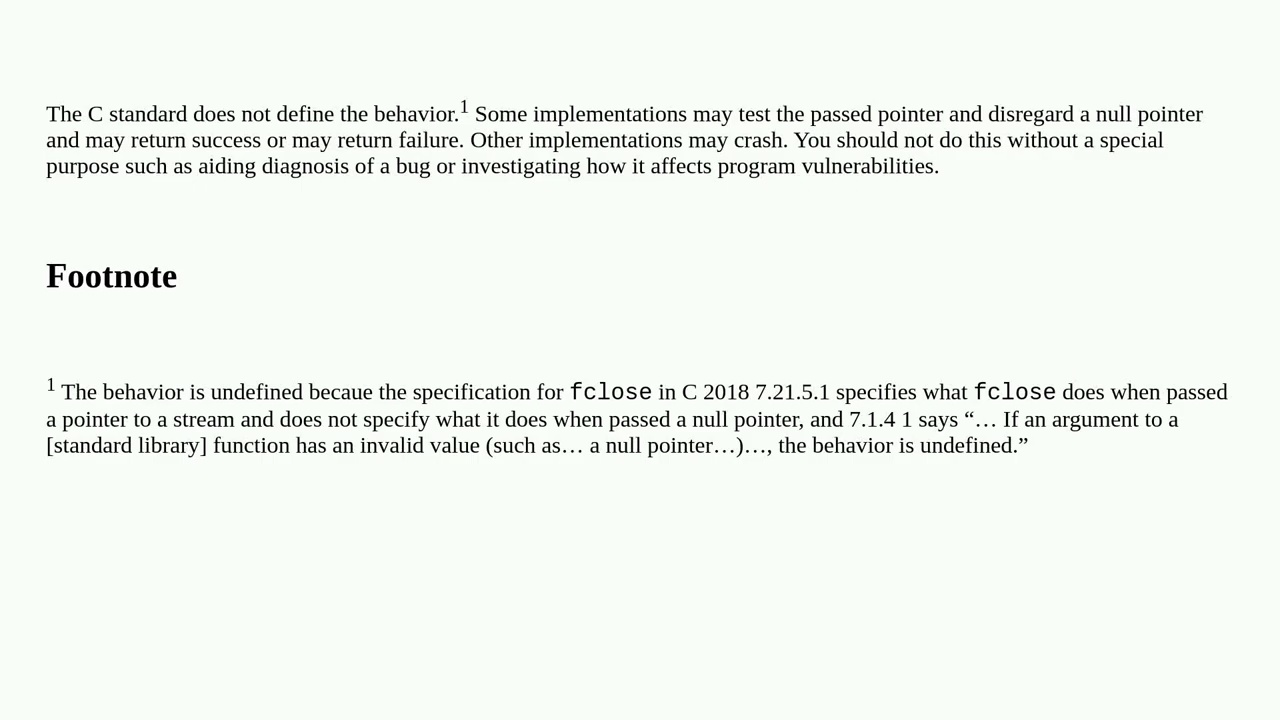 The C standard does not define the behavior.1 Some implementations may test the passed pointer and disregard a null pointer
and may return success or may return failure. Other implementations may crash. You should not do this without a special
purpose such as aiding diagnosis of a bug or investigating how it affects program vulnerabilities.
Footnote
1 The behavior is undefined becaue the specification for fclose in C 2018 7.21.5.1 specifies what fclose does when passed
a pointer to a stream and does not specify what it does when passed a null pointer, and 7.1.4 1 says “… If an argument to a
[standard library] function has an invalid value (such as… a null pointer…)…, the behavior is undefined.”